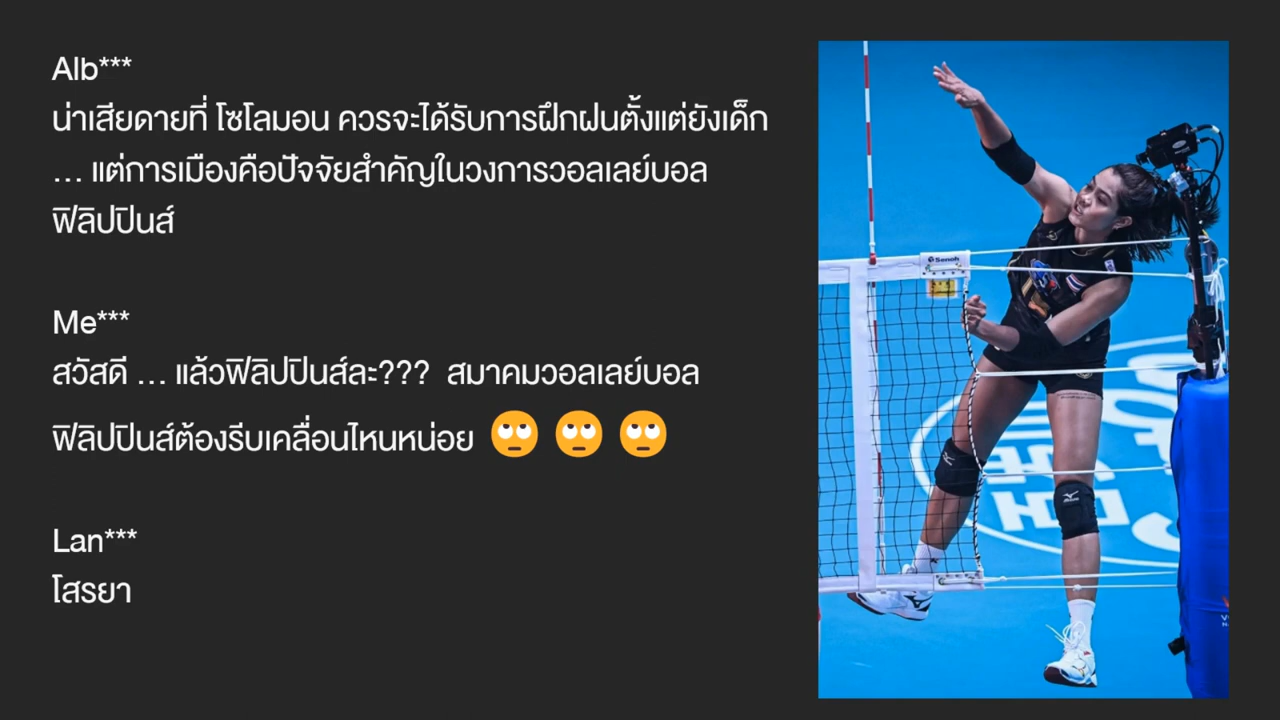 Alb***
น่าเสียดายที่ โซโลมอน ควรจะได้รับการฝึกฝนตั้งแต่ยังเด็ก
... แต่การเมืองคือปัจจัยสำคัญในวงการวอลเลย์บอล
ฟิลิปปินส์
Me***
สวัสดี ... แล้วฟิลิปปินส์ละ??? สมาคมวอลเลย์บอล
ฟิลิปปินส์ต้องรีบเคลื่อนไหนหน่อย 🙄 🙄 🙄
Lan***
โสรยา
Senoh